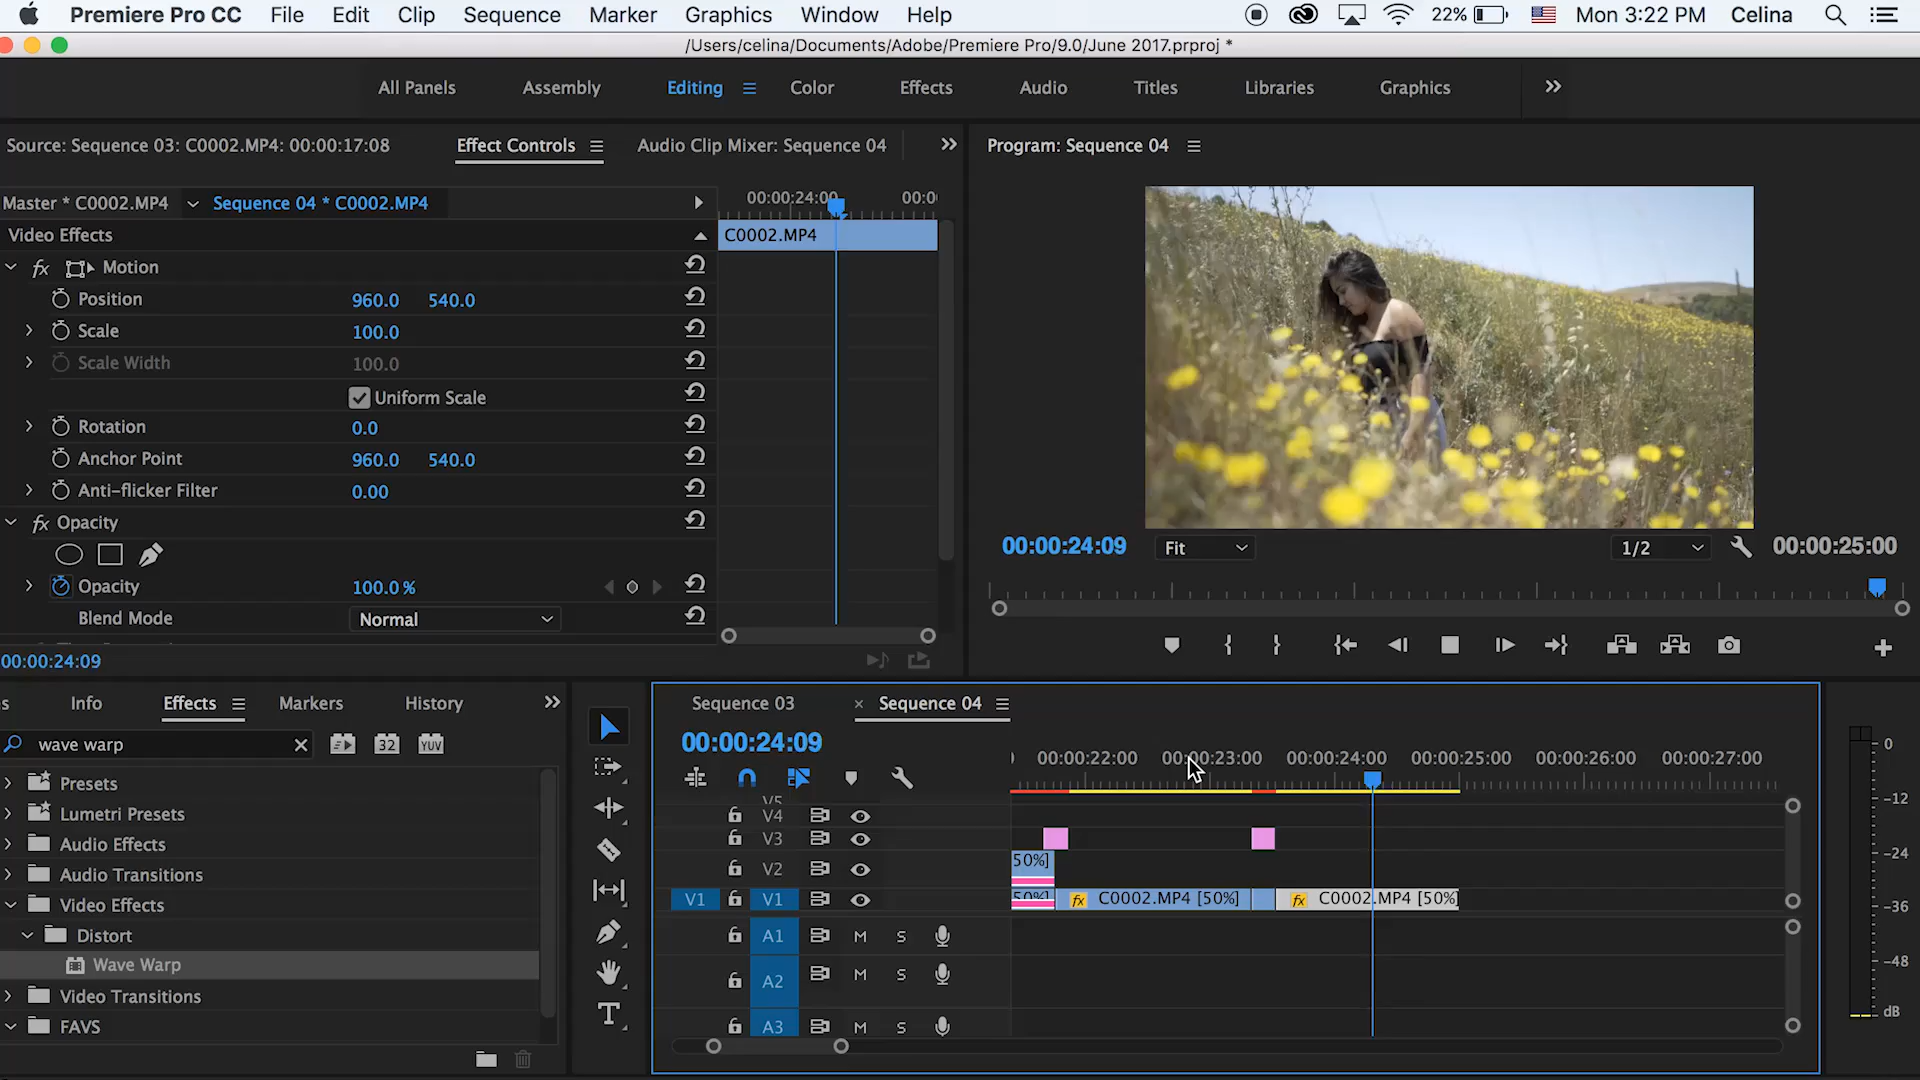 Premiere Pro CC File Edit Clip Sequence Marker Graphics Window Help 22% Mon 3:22 PM Celina
/Users/celina/Documents/Adobe/Premiere Pro/9.0/June 2017.prproj *
All Panels Assembly Editing Color Effects Audio Titles Libraries Graphics
Source: Sequence 03: C0002.MP4: 00:00:17:08 Effect Controls Audio Clip Mixer: Sequence 04
Program: Sequence 04
Master * C0002.MP4 Sequence 04 * C0002.MP4
00:00:24:00 00:0
Video Effects
C0002.MP4
fx Motion
Position 960.0 540.0
Scale 100.0
Scale Width 100.0
Uniform Scale
Rotation 0.0
Anchor Point 960.0 540.0
Anti-flicker Filter 0.00
fx Opacity
Opacity 100.0 %
Blend Mode Normal
00:00:24:09
00:00:24:09 Fit 1/2 00:00:25:00
s Info Effects Markers History
wave warp 32 YUV
Presets
Lumetri Presets
Audio Effects
Audio Transitions
Video Effects
Distort
Wave Warp
Video Transitions
FAVS
Sequence 03 × Sequence 04
00:00:24:09
00:00:22:00 00:00:23:00 00:00:24:00 00:00:25:00 00:00:26:00 00:00:27:00
V5
V4
V3
V2 50%]
V1 V1 50%] fx C0002.MP4 [50%] fx C0002.MP4 [50%]
A1 M S
A2 M S
A3 M S
0
-12
-24
-36
-48
dB